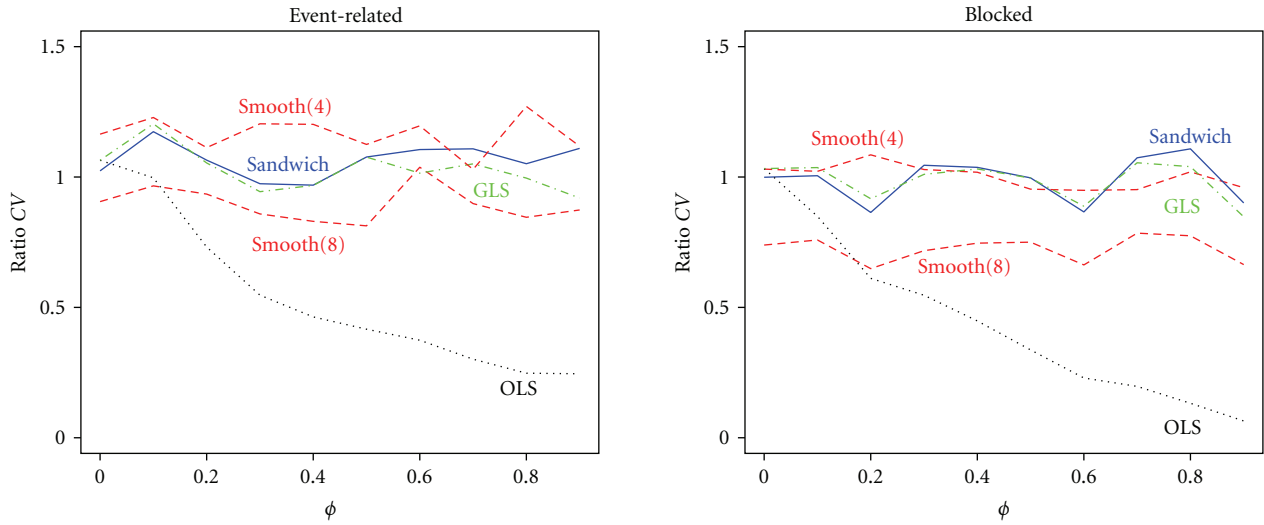 Event-related
1.5
1
0.5
0
Ratio CV
Smooth(4)
Sandwich
GLS
Smooth(8)
OLS
0
0.2
0.4
0.6
0.8
ϕ
Blocked
1.5
1
0.5
0
Ratio CV
Smooth(4)
Sandwich
GLS
Smooth(8)
OLS
0
0.2
0.4
0.6
0.8
ϕ